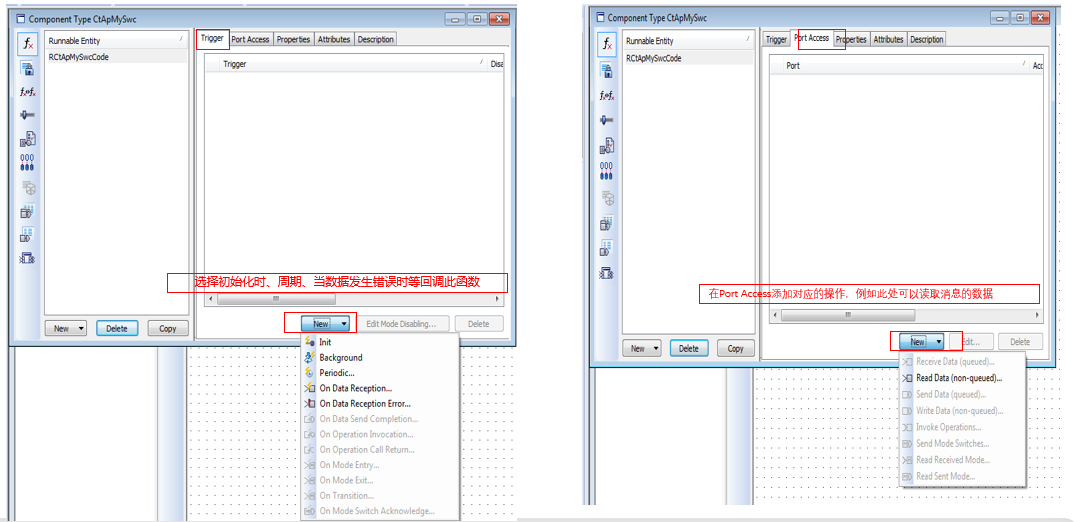 Component Type CtApMySwc
Runnable Entity
RCtApMySwcCode
Trigger Port Access Properties Attributes Description
Trigger Disa
选择初始化时、周期、当数据发生错误时等回调此函数
New Delete Copy
New Edit Mode Disabling... Delete
Init
Background
Periodic...
On Data Reception...
On Data Reception Error...
On Data Send Completion...
On Operation Invocation...
On Operation Call Return...
On Mode Entry...
On Mode Exit...
On Transition...
On Mode Switch Acknowledge...
Component Type CtApMySwc
Runnable Entity
RCtApMySwcCode
Trigger Port Access Properties Attributes Description
Port Acc
在Port Access添加对应的操作，例如此处可以读取消息的数据
New Delete Copy
New Edit... Delete
Receive Data (queued)...
Read Data (non-queued)...
Send Data (queued)...
Write Data (non-queued)...
Invoke Operations...
Send Mode Switches...
Read Received Mode...
Read Sent Mode...